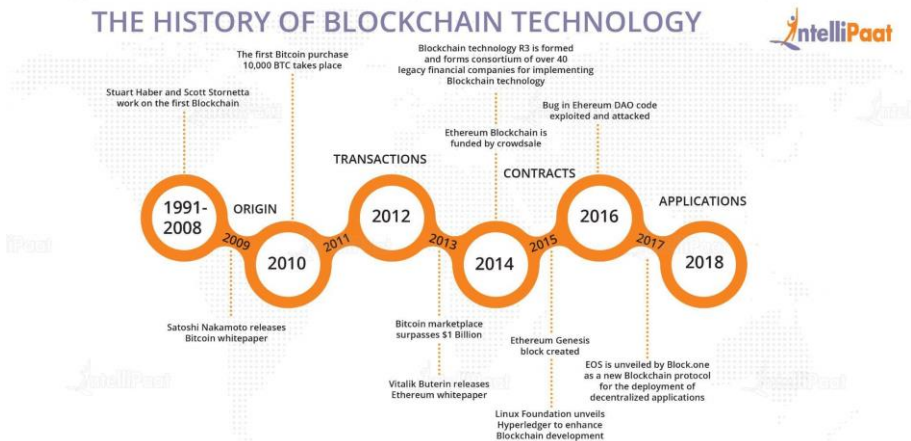 THE HISTORY OF BLOCKCHAIN TECHNOLOGY
IntelliPaat
The first Bitcoin purchase
10,000 BTC takes place
Blockchain technology R3 is formed
and forms consortium of over 40
legacy financial companies for implementing
Blockchain technology
Stuart Haber and Scott Stornetta
work on the first Blockchain
Bug in Ehereum DAO code
exploited and attacked
Ethereum Blockchain is
funded by crowdsale
TRANSACTIONS
CONTRACTS
APPLICATIONS
ORIGIN
1991-
2008
2009
2010
2011
2012
2013
2014
2015
2016
2017
2018
Satoshi Nakamoto releases
Bitcoin whitepaper
Bitcoin marketplace
surpasses $1 Billion
Vitalik Buterin releases
Ethereum whitepaper
Ethereum Genesis
block created
Linux Foundation unveils
Hyperledger to enhance
Blockchain development
EOS is unveiled by Block.one
as a new Blockchain protocol
for the deployment of
decentralized applications
IntelliPaat
IntelliPaat